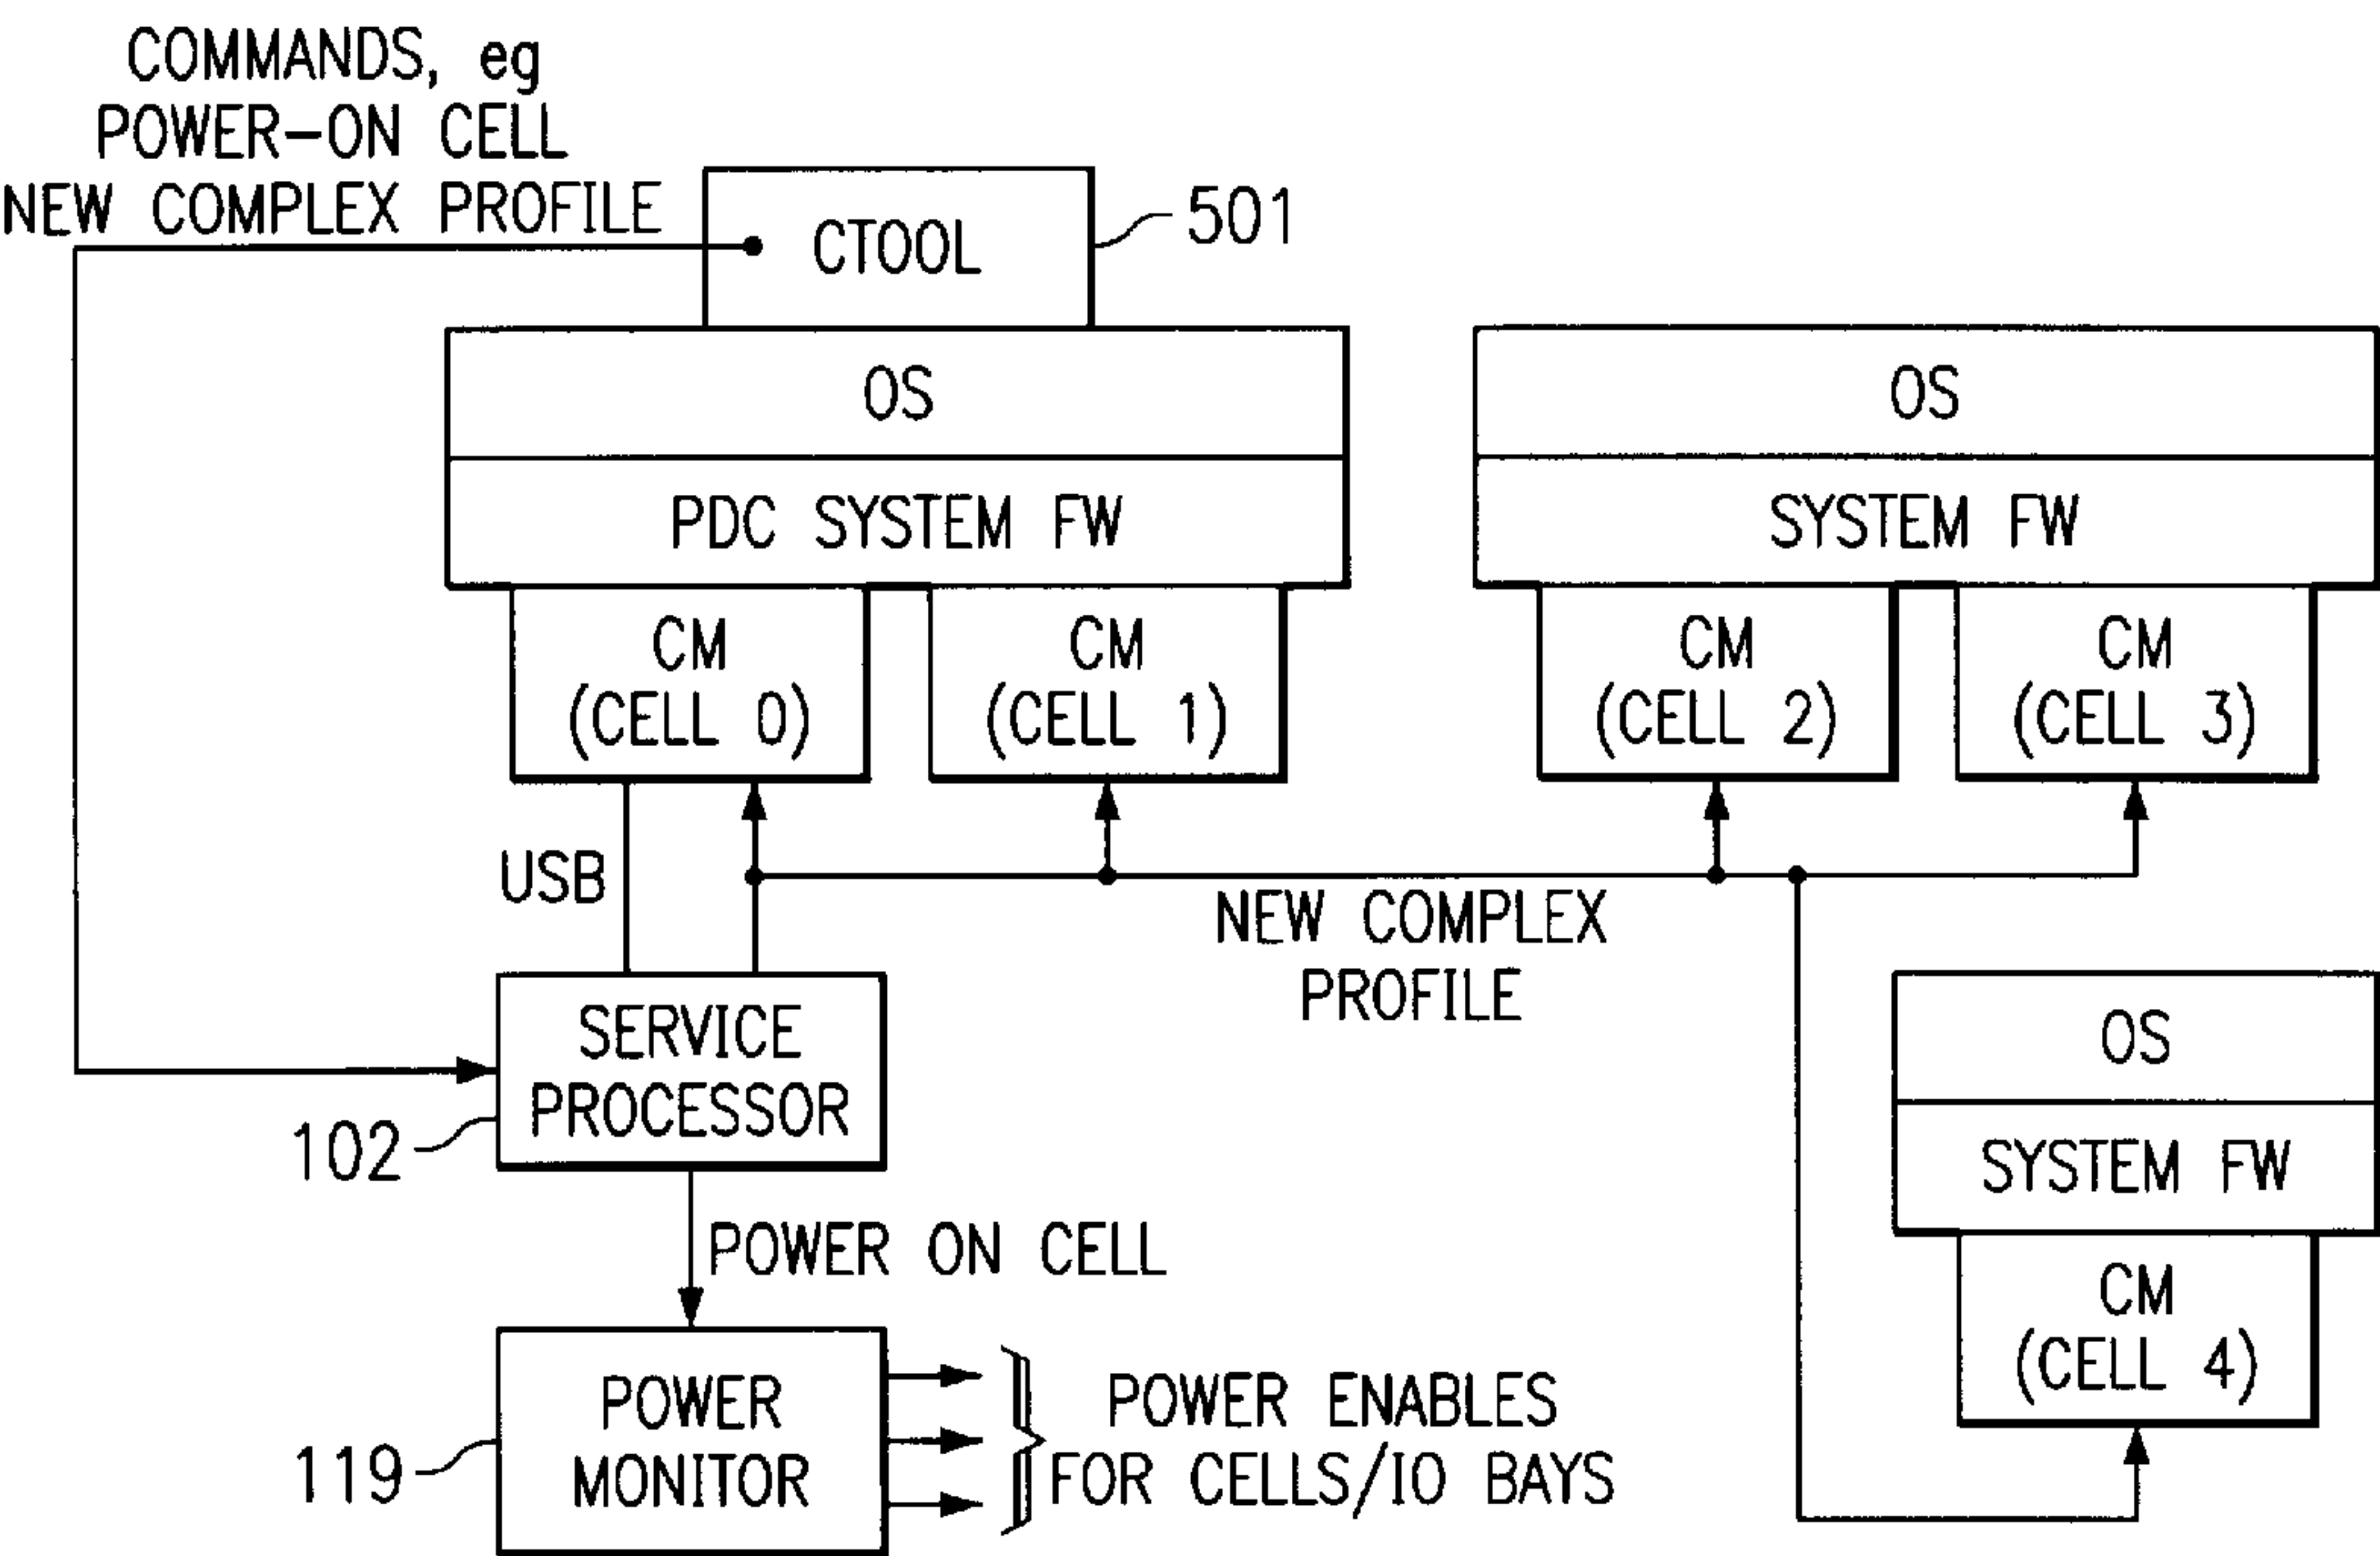 COMMANDS, eg
POWER-ON CELL
NEW COMPLEX PROFILE
CTOOL
501
OS
PDC SYSTEM FW
CM
(CELL 0)
CM
(CELL 1)
OS
SYSTEM FW
CM
(CELL 2)
CM
(CELL 3)
USB
NEW COMPLEX
PROFILE
SERVICE
PROCESSOR
102
OS
SYSTEM FW
CM
(CELL 4)
POWER ON CELL
POWER
MONITOR
119
POWER ENABLES
FOR CELLS/IO BAYS